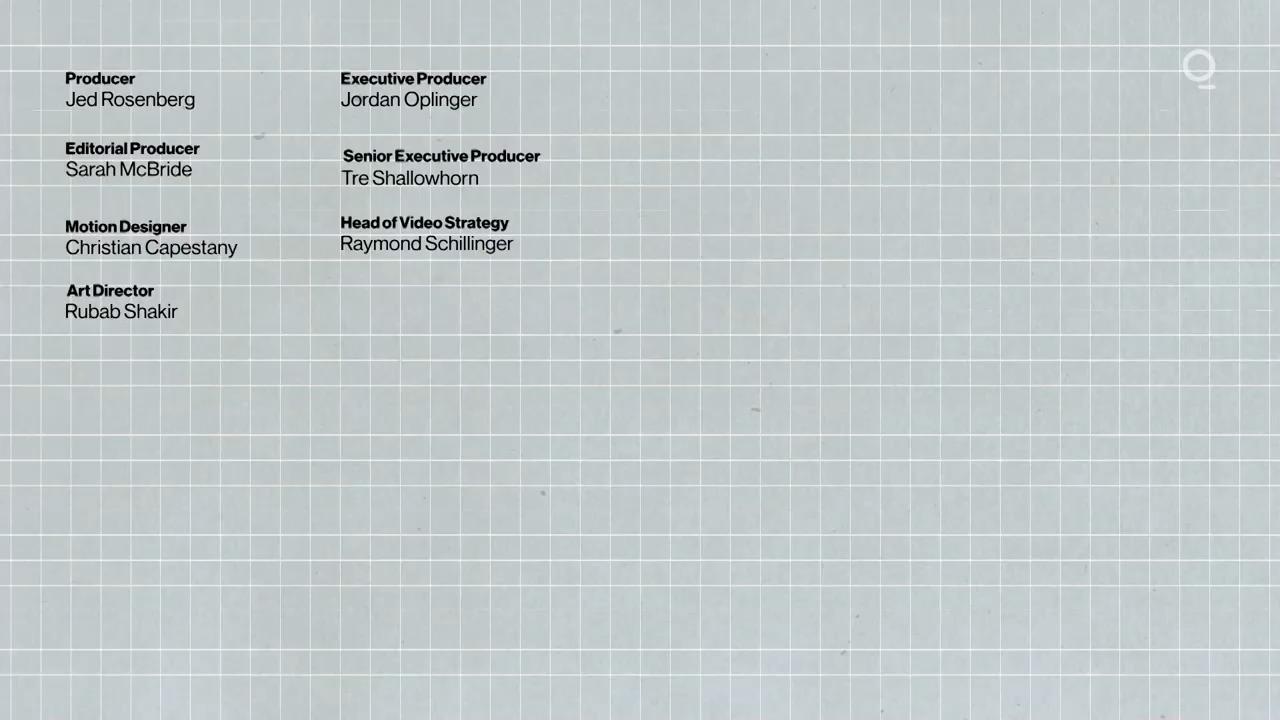 Producer
Jed Rosenberg
Editorial Producer
Sarah McBride
Motion Designer
Christian Capestany
Art Director
Rubab Shakir
Executive Producer
Jordan Oplinger
Senior Executive Producer
Tre Shallowhorn
Head of Video Strategy
Raymond Schillinger